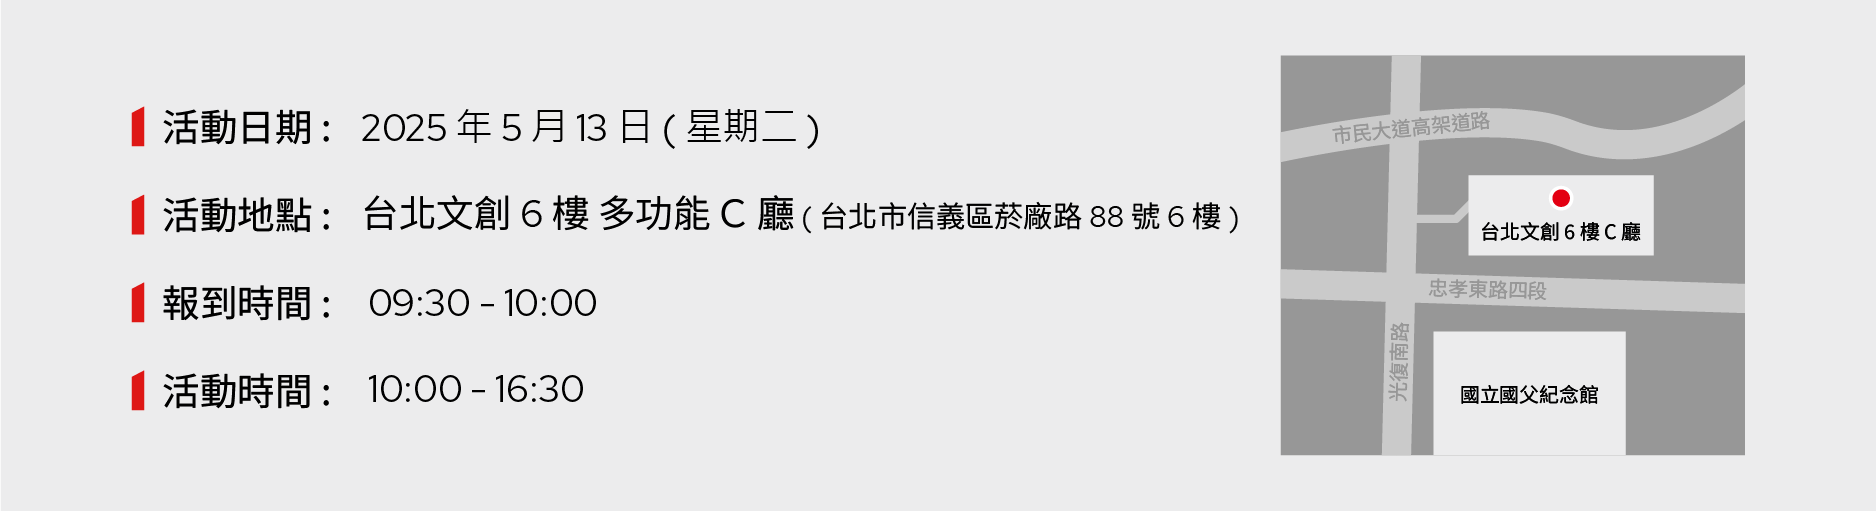 活動日期： 2025 年 5 月 13 日 ( 星期二 )
活動地點： 台北文創 6 樓 多功能 C 廳 ( 台北市信義區菸廠路 88 號 6 樓 )
報到時間： 09:30 – 10:00
活動時間： 10:00 – 16:30
市民大道高架道路
台北文創 6 樓 C 廳
忠孝東路四段
光復南路
國立國父紀念館